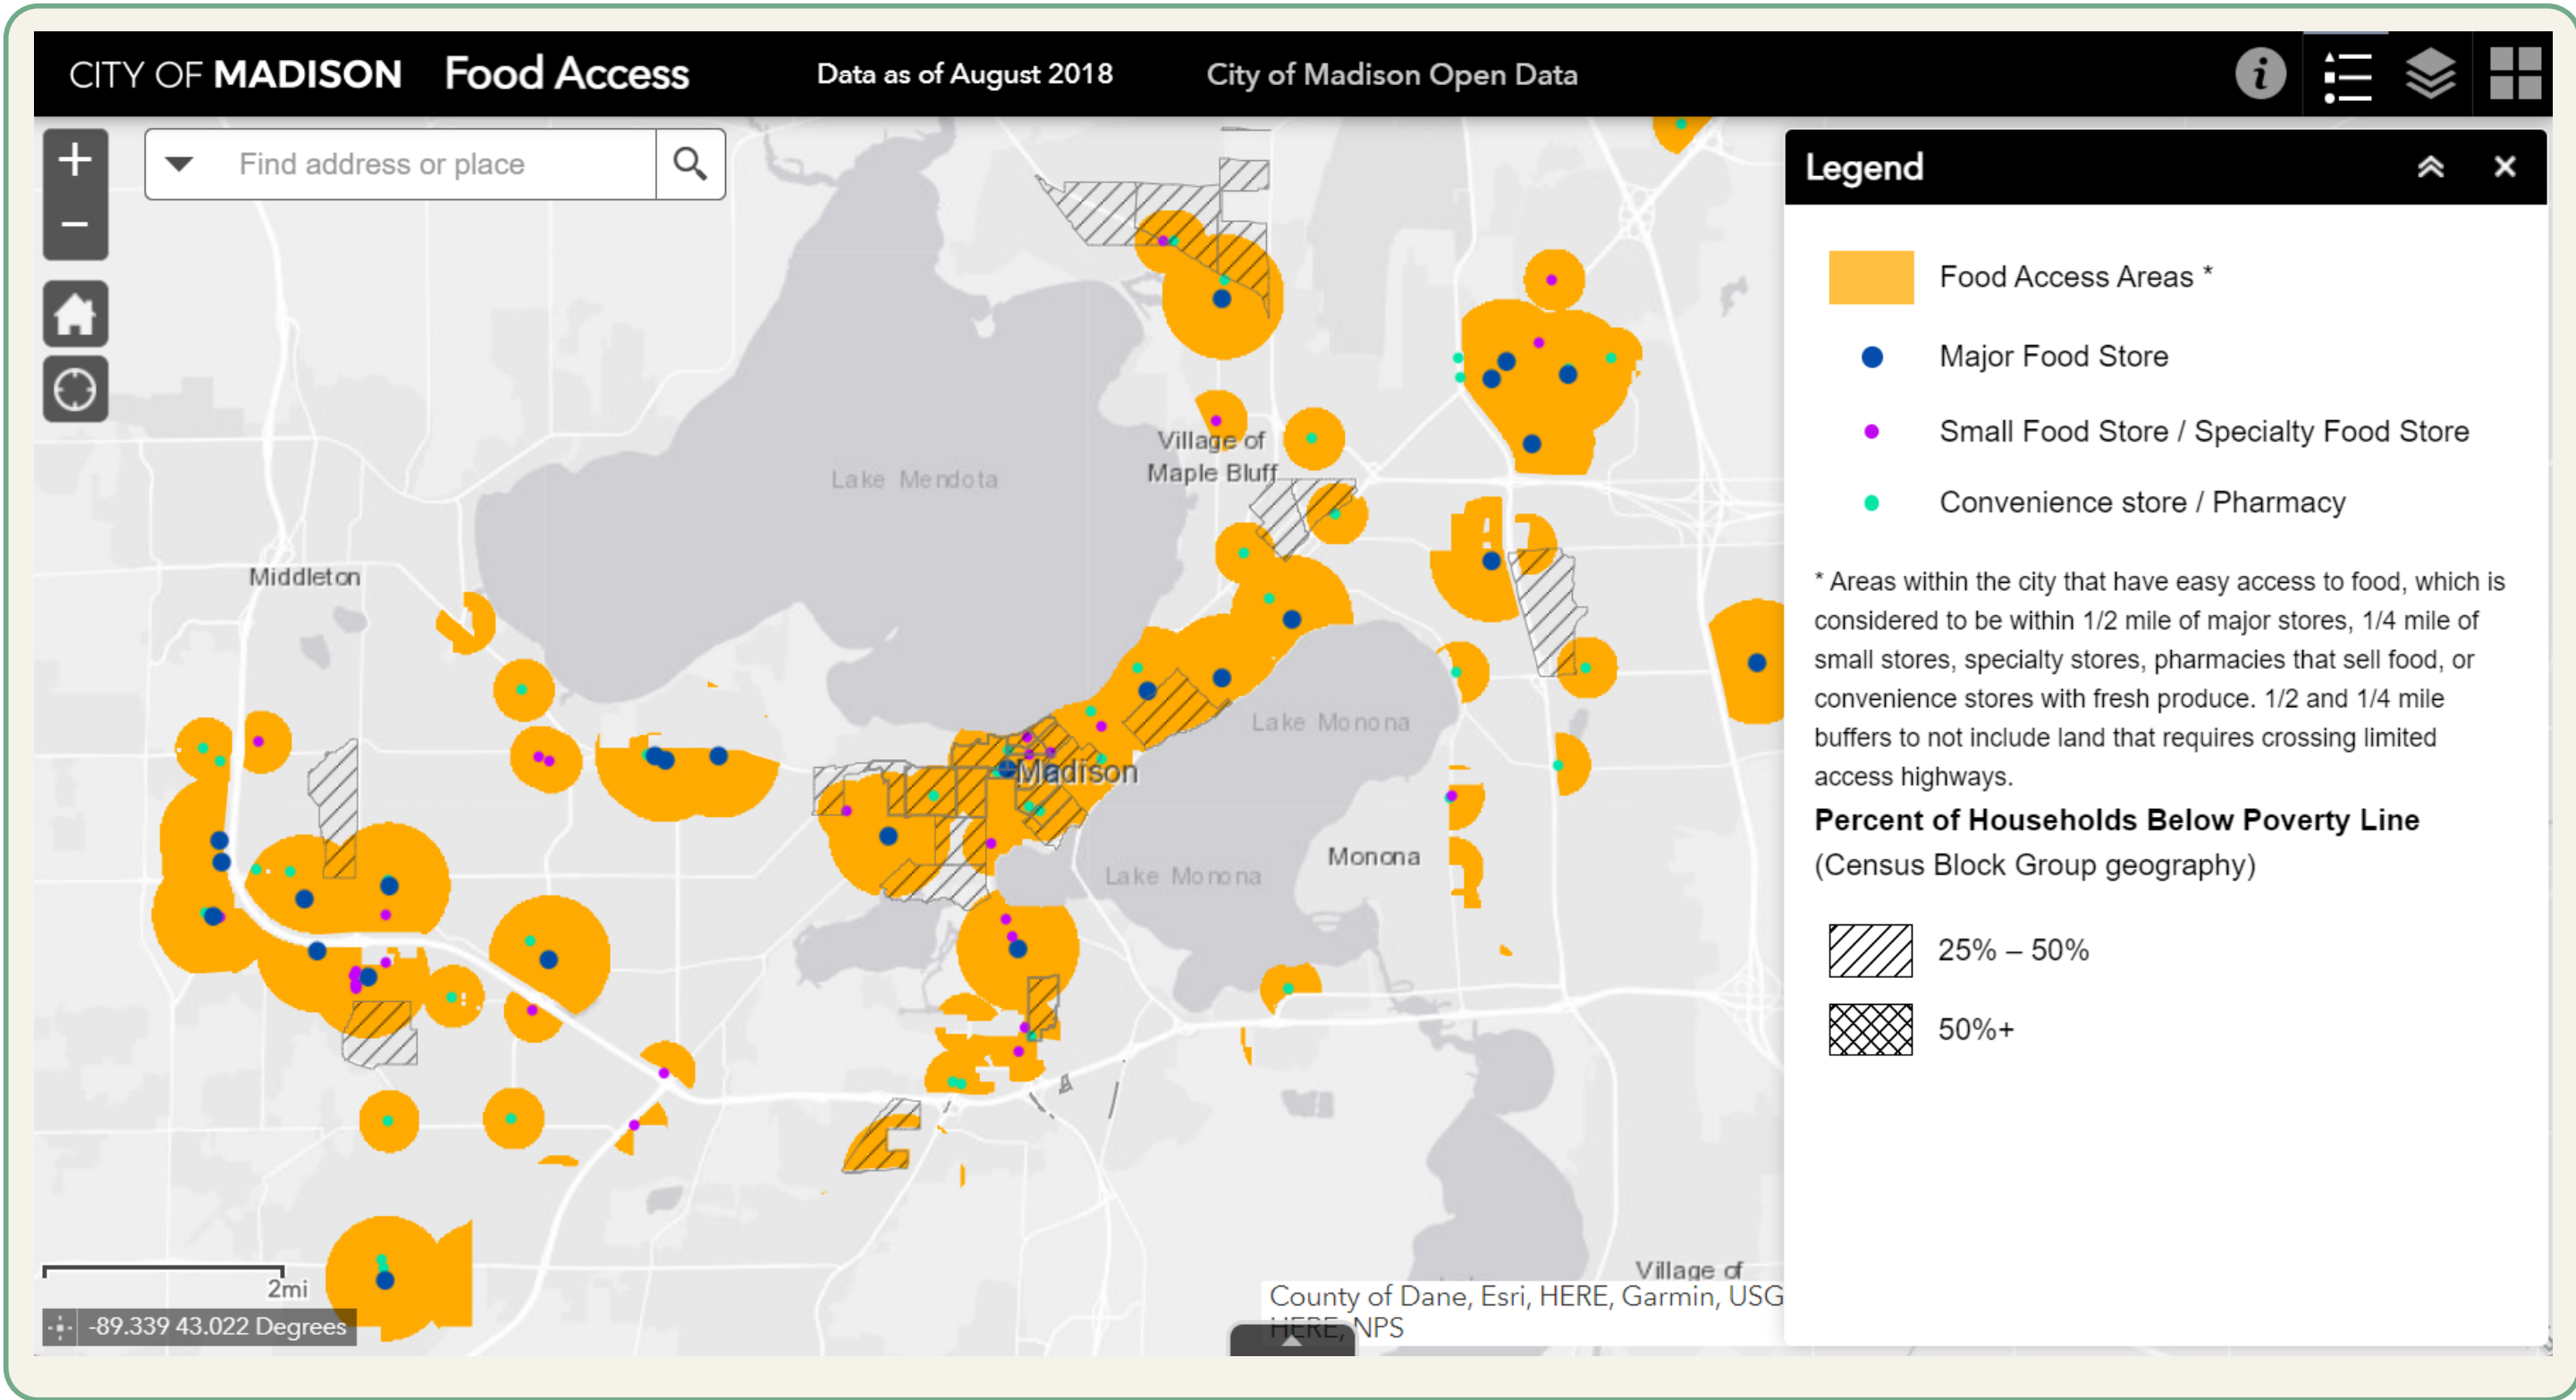 CITY OF MADISON Food Access Data as of August 2018 City of Madison Open Data
Find address or place
Legend
Food Access Areas *
Major Food Store
Small Food Store / Specialty Food Store
Convenience store / Pharmacy
* Areas within the city that have easy access to food, which is
considered to be within 1/2 mile of major stores, 1/4 mile of
small stores, specialty stores, pharmacies that sell food, or
convenience stores with fresh produce. 1/2 and 1/4 mile
buffers to not include land that requires crossing limited
access highways.
Percent of Households Below Poverty Line
(Census Block Group geography)
25% – 50%
50%+
Village of
Maple Bluff
Lake Mendota
Middleton
Lake Monona
Madison
Monona
Lake Monona
Village of
2mi
-89.339 43.022 Degrees
County of Dane, Esri, HERE, Garmin, USG
HERE, NPS